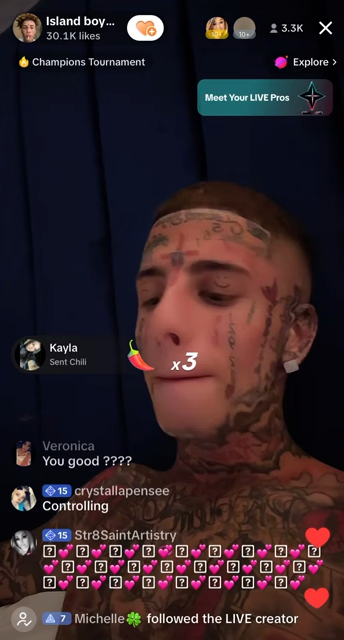 Island boy...
30.1K likes
10+
3.3K
Champions Tournament
Explore >
Meet Your LIVE Pros
Kayla
Sent Chili
x3
Veronica
You good ????
15 crystallapensee
Controlling
15 Str8SaintArtistry
7 Michelle🍀 followed the LIVE creator